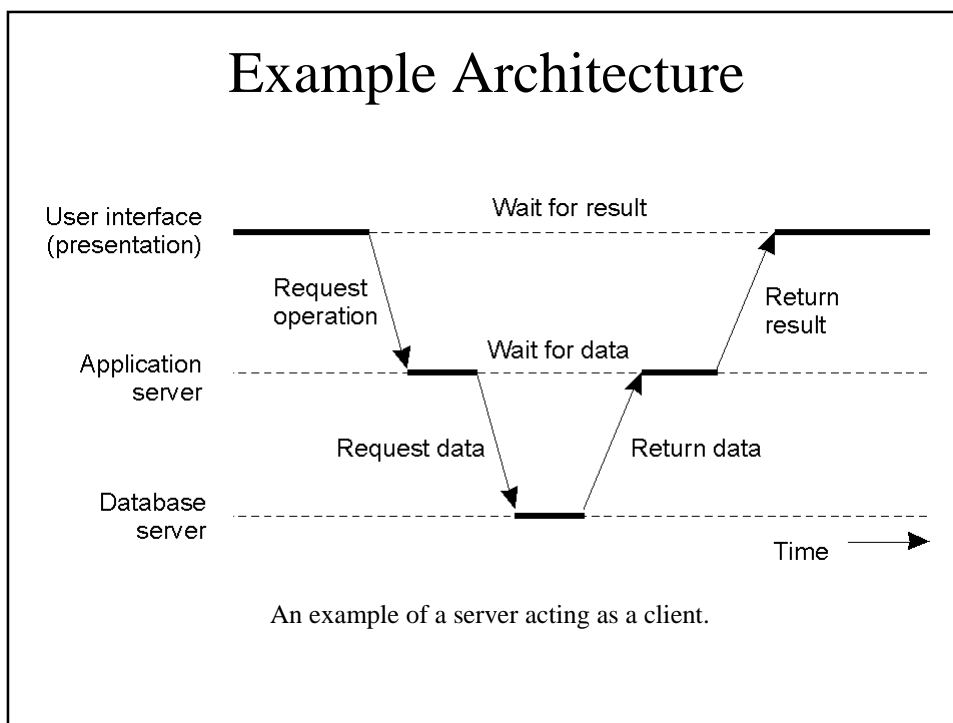 Example Architecture
User interface
(presentation)
Wait for result
Request
operation
Return
result
Application
server
Wait for data
Request data
Return data
Database
server
Time
An example of a server acting as a client.